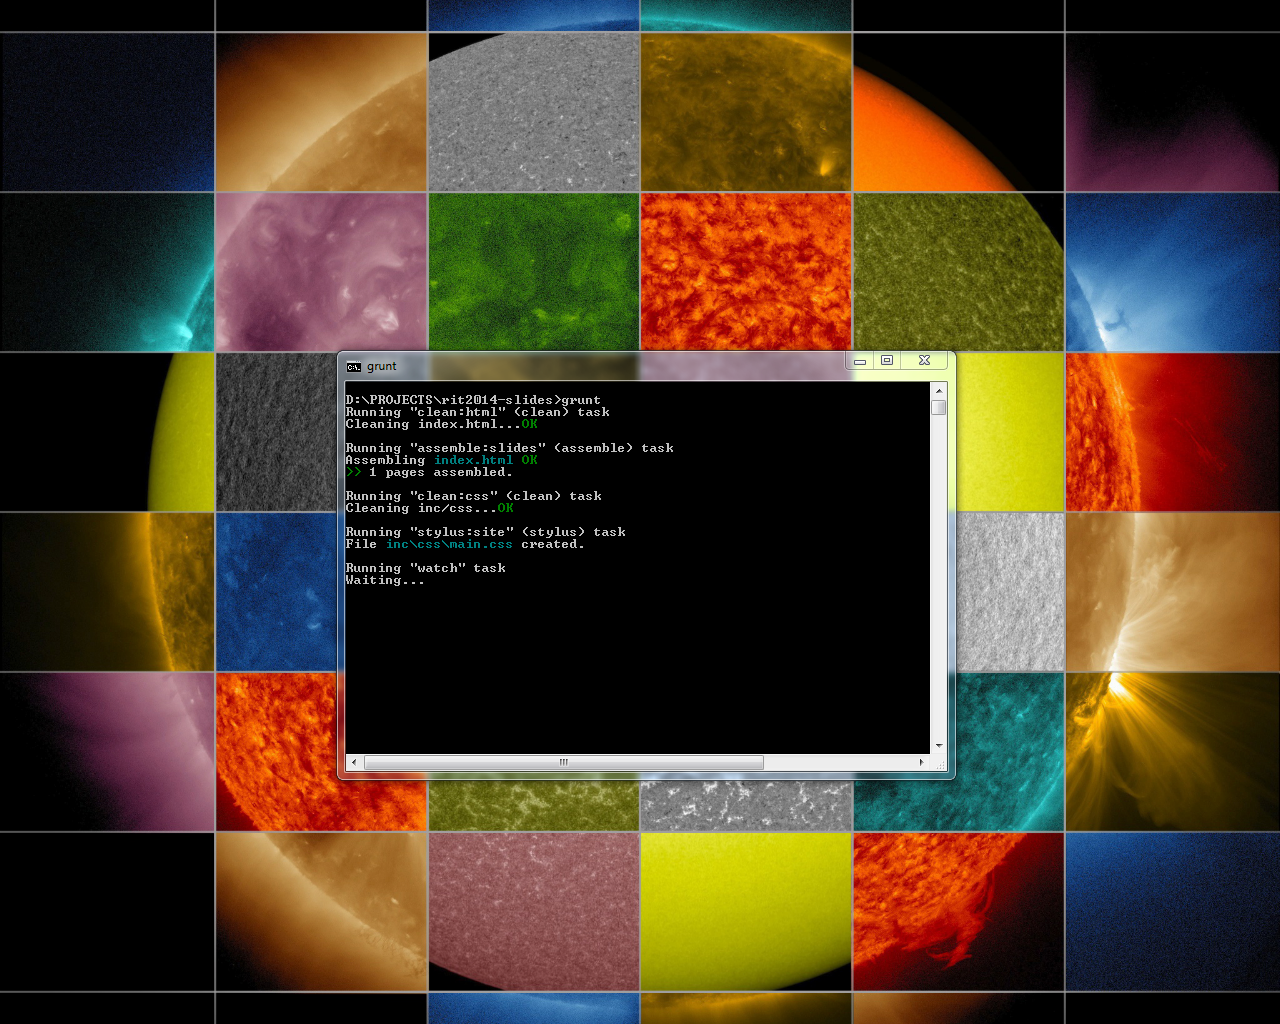 grunt
D:\PROJECTS\rit2014-slides>grunt
Running "clean:html" (clean) task
Cleaning index.html...OK
Running "assemble:slides" (assemble) task
Assembling index.html OK
>> 1 pages assembled.
Running "clean:css" (clean) task
Cleaning inc/css...OK
Running "stylus:site" (stylus) task
File inc\css\main.css created.
Running "watch" task
Waiting...